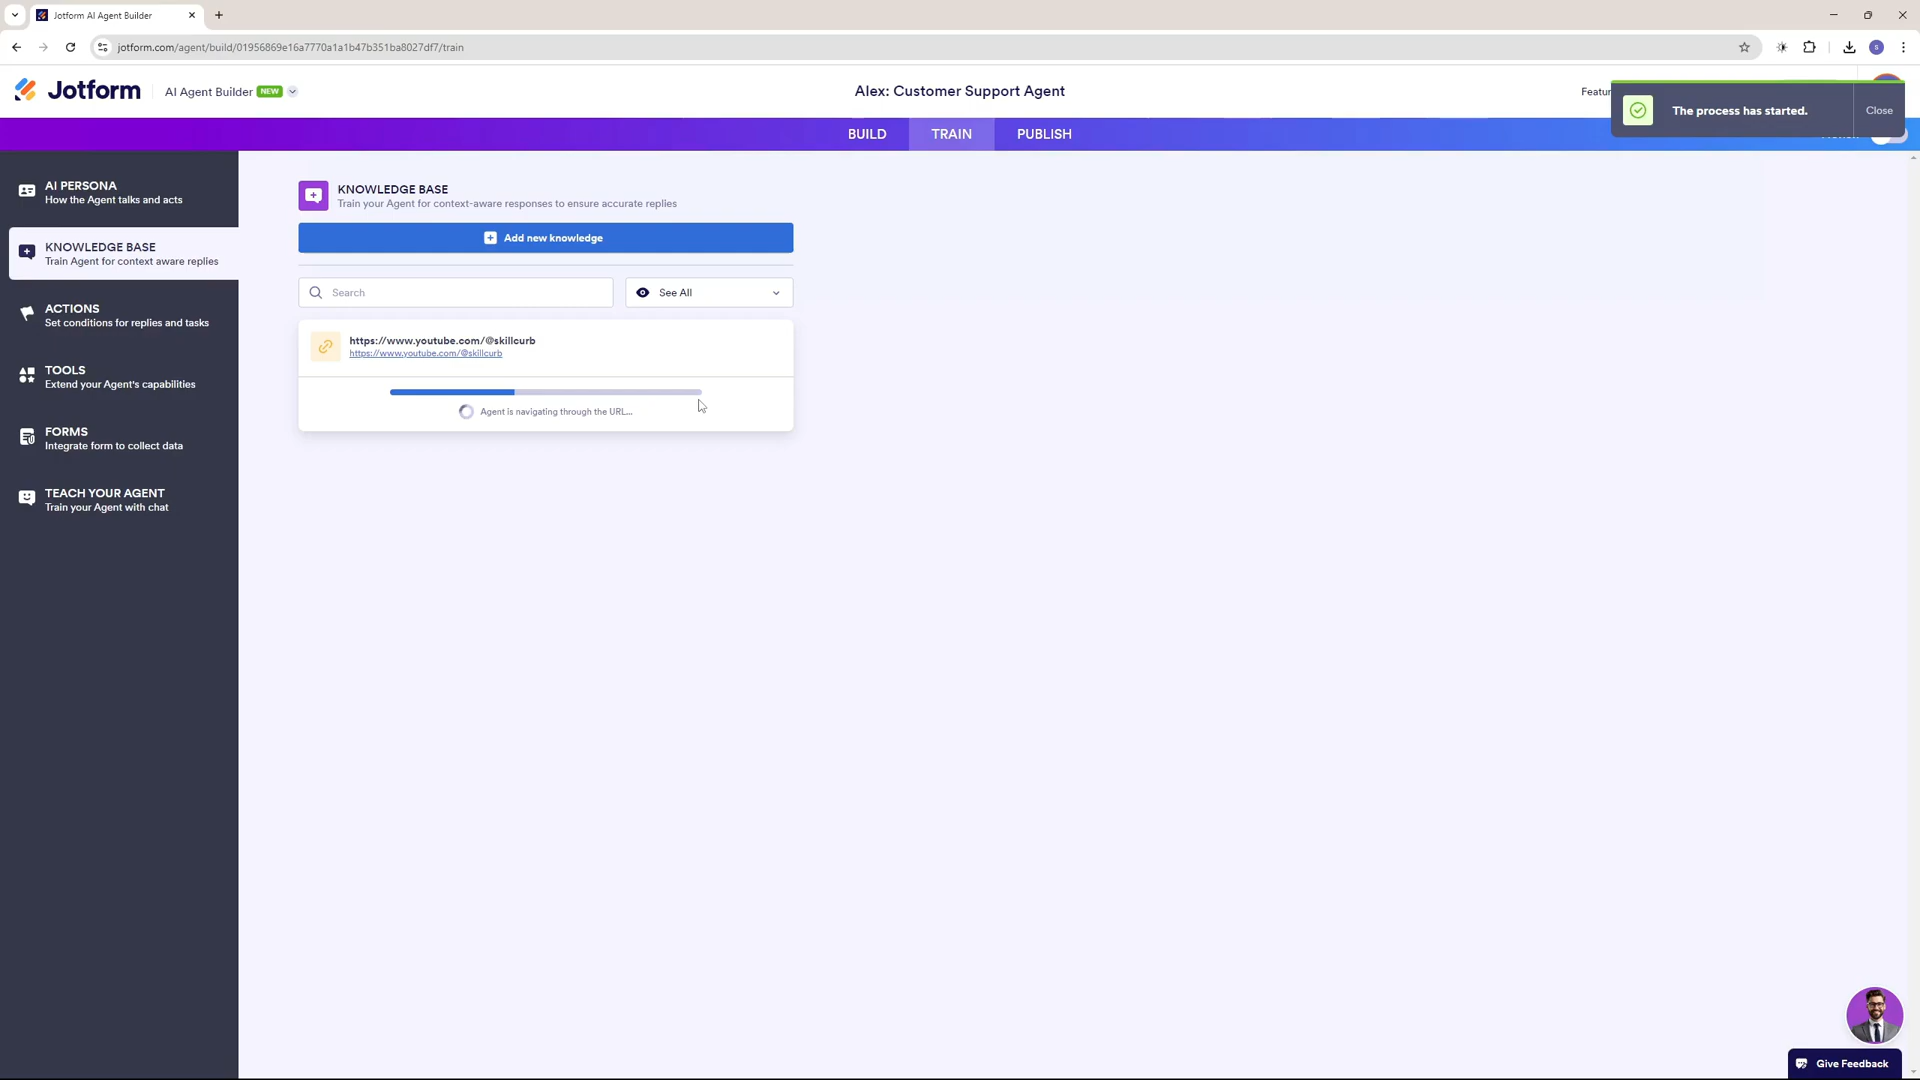 Jotform AI Agent Builder
jotform.com/agent/build/01956869e16a7770a1a1b47b351ba8027df7/train
S
Jotform
AI Agent Builder NEW
Alex: Customer Support Agent
The process has started.
Close
BUILD
TRAIN
PUBLISH
AI PERSONA
How the Agent talks and acts
KNOWLEDGE BASE
Train Agent for context aware replies
ACTIONS
Set conditions for replies and tasks
TOOLS
Extend your Agent's capabilities
FORMS
Integrate form to collect data
TEACH YOUR AGENT
Train your Agent with chat
KNOWLEDGE BASE
Train your Agent for context-aware responses to ensure accurate replies
Add new knowledge
Search
See All
https://www.youtube.com/@skillcurb
https://www.youtube.com/@skillcurb
Agent is navigating through the URL...
Give Feedback